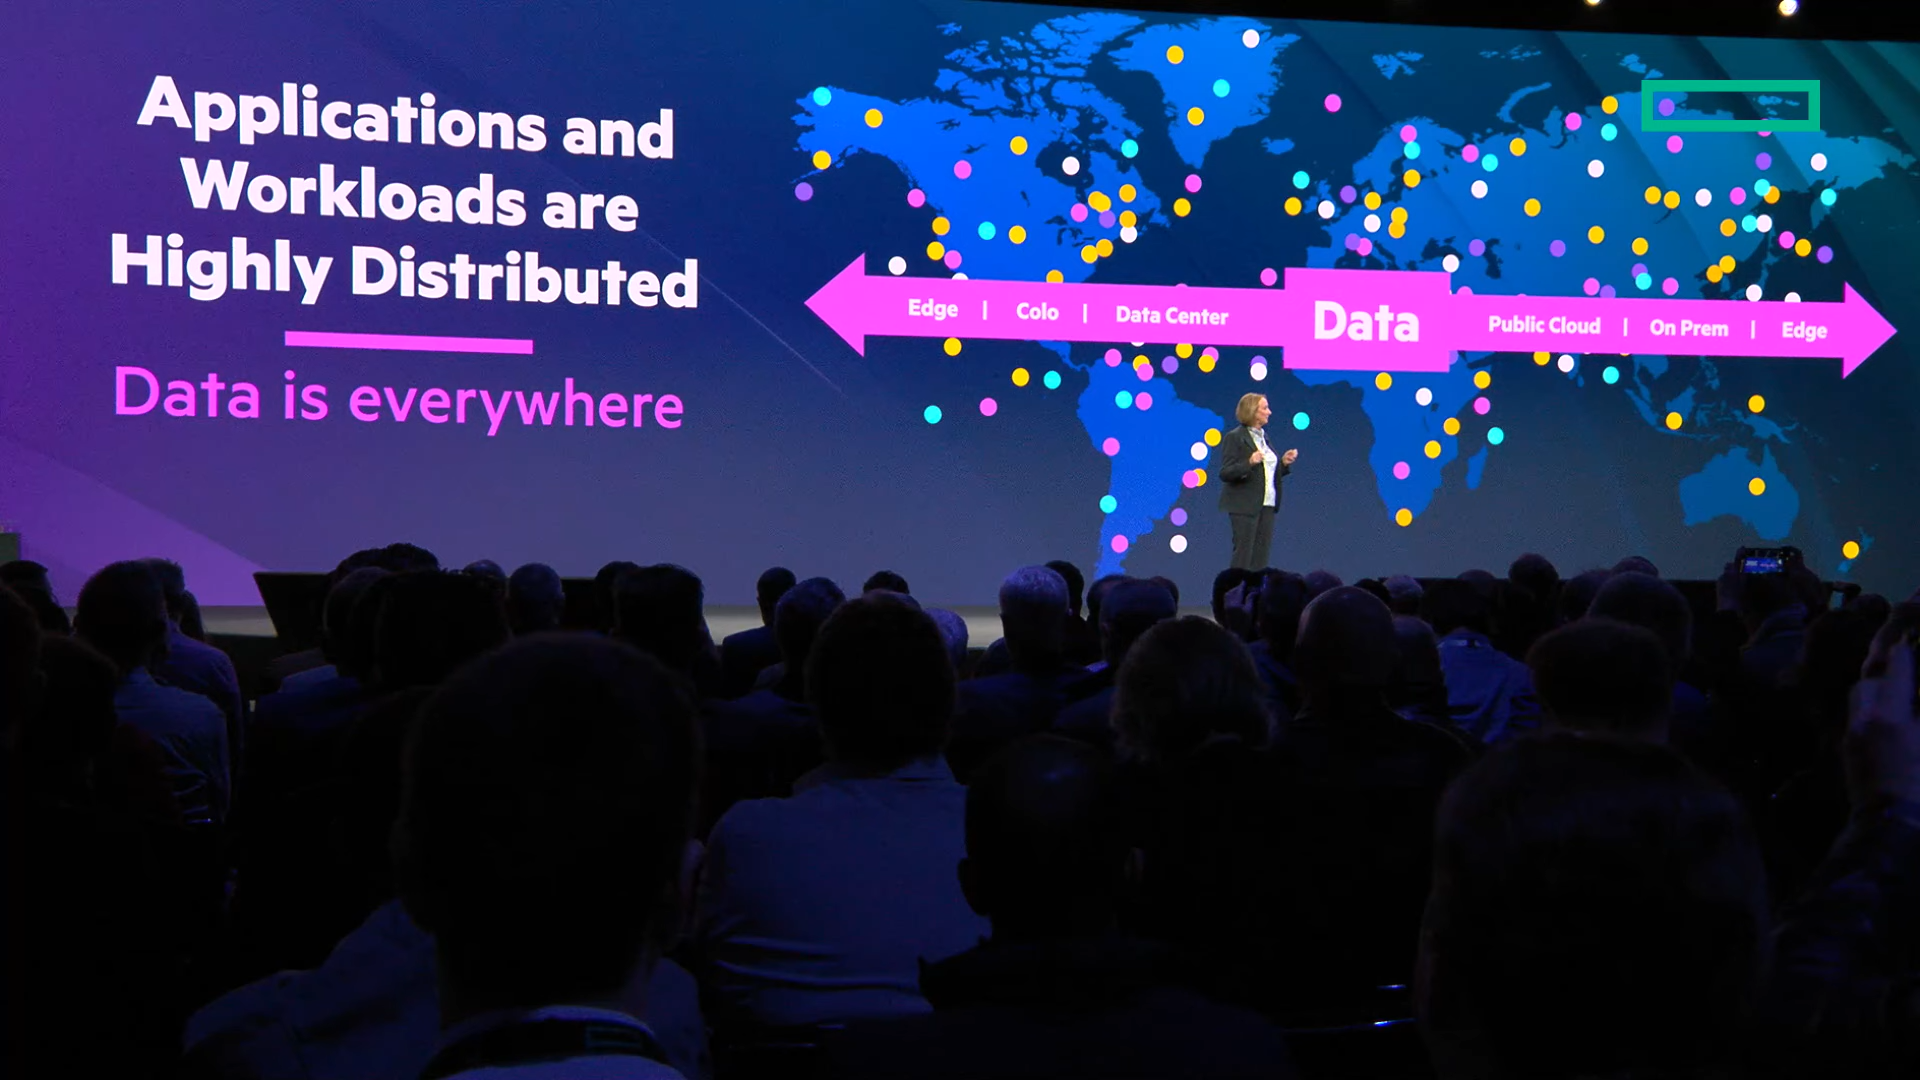 Applications and
Workloads are
Highly Distributed
Data is everywhere
Edge | Colo | Data Center
Data
Public Cloud | On Prem | Edge